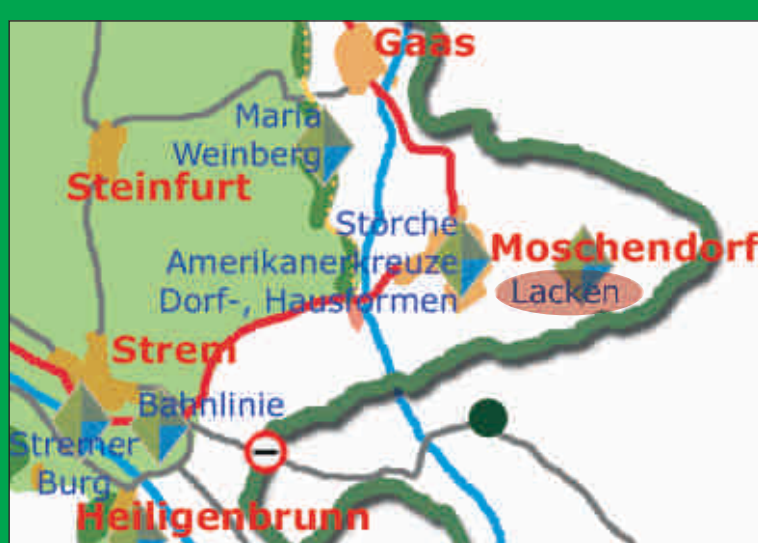 Gaas
Maria
Weinberg
Steinfurt
Störche
Amerikanerkreuze
Moschendorf
Dorf-, Hausformen
Lacken
Strem
Bahnlinie
Stremer
Burg
Heiligenbrunn